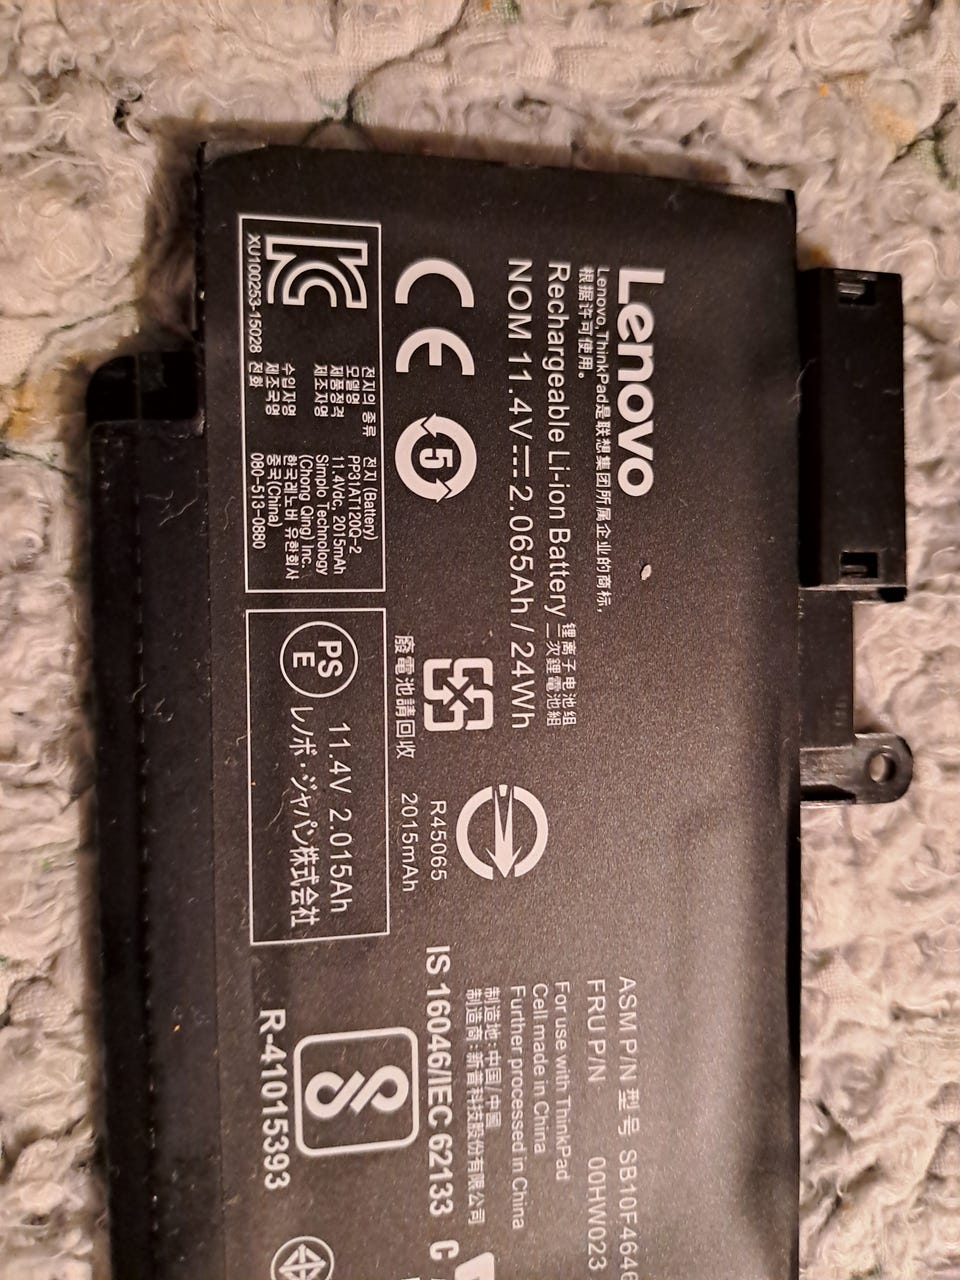 Lenovo
Lenovo, ThinkPad是联想集团所属企业的商标,
根据许可使用。
Rechargeable Li-ion Battery 锂离子电池组
二次鋰電池組
NOM 11.4V⎓2.065Ah / 24Wh
CE
5
廢電池請回收
R45065
2015mAh
XU100253-15028
전지의 종류 전지 (Battery)
모델명 PP31AT120Q-2
제품정격 11.4Vdc, 2015mAh
제조자명 Simplo Technology
(Chong Qing) Inc.
수입자명 한국레노버 유한회사
제조국명 중국(China)
전화 080-513-0880
PS
E
11.4V 2.015Ah
レノボ・ジャパン株式会社
ASM P/N 型号 SB10F4646
FRU P/N 00HW023
For use with ThinkPad
Cell made in China
Further processed in China
制造地:中国/中國
制造商:新普科技股份有限公司
IS 16046/IEC 62133 C
R-41015393